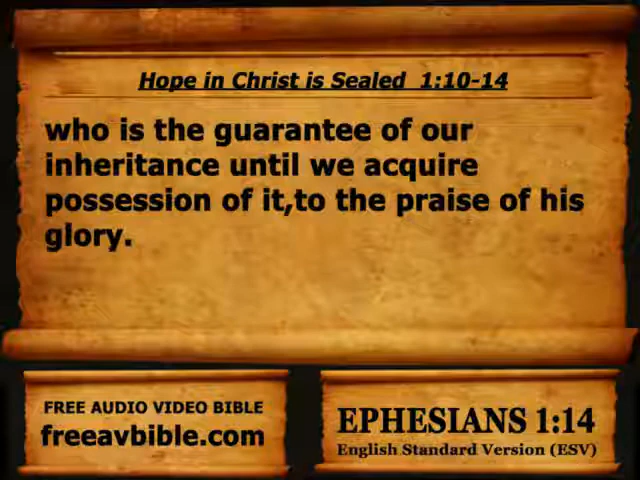 Hope in Christ is Sealed 1:10-14
who is the guarantee of our
inheritance until we acquire
possession of it,to the praise of his
glory.
FREE AUDIO VIDEO BIBLE
freeavbible.com
EPHESIANS 1:14
English Standard Version (ESV)